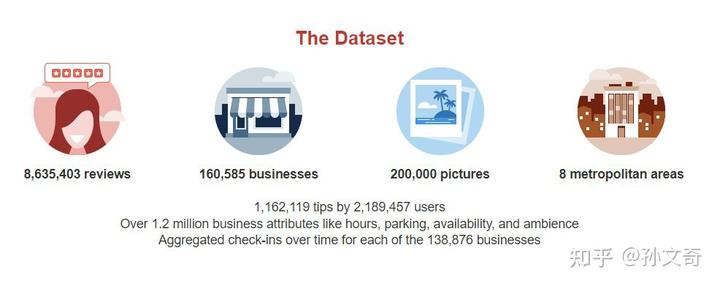 The Dataset
8,635,403 reviews
160,585 businesses
200,000 pictures
8 metropolitan areas
1,162,119 tips by 2,189,457 users
Over 1.2 million business attributes like hours, parking, availability, and ambience
Aggregated check-ins over time for each of the 138,876 businesses
知乎 @孙文奇